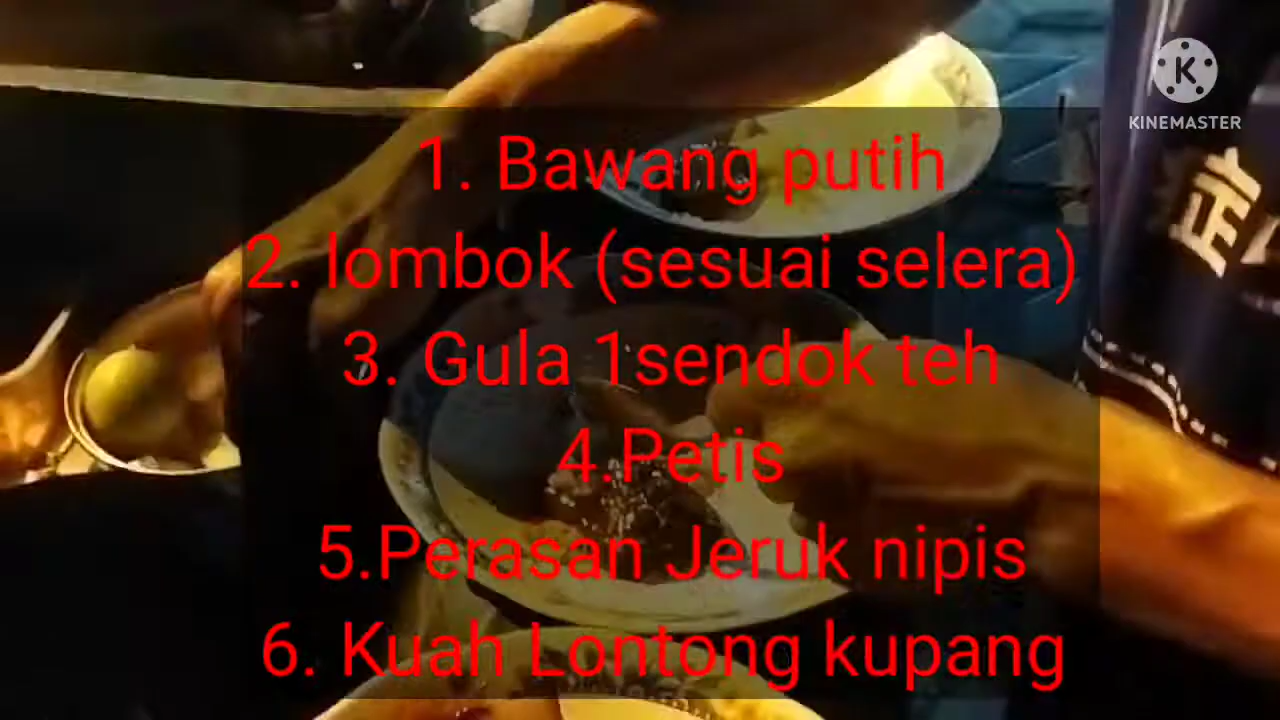 KINEMASTER
1. Bawang putih
2. lombok (sesuai selera)
3. Gula 1sendok teh
4.Petis
5.Perasan Jeruk nipis
6. Kuah Lontong kupang